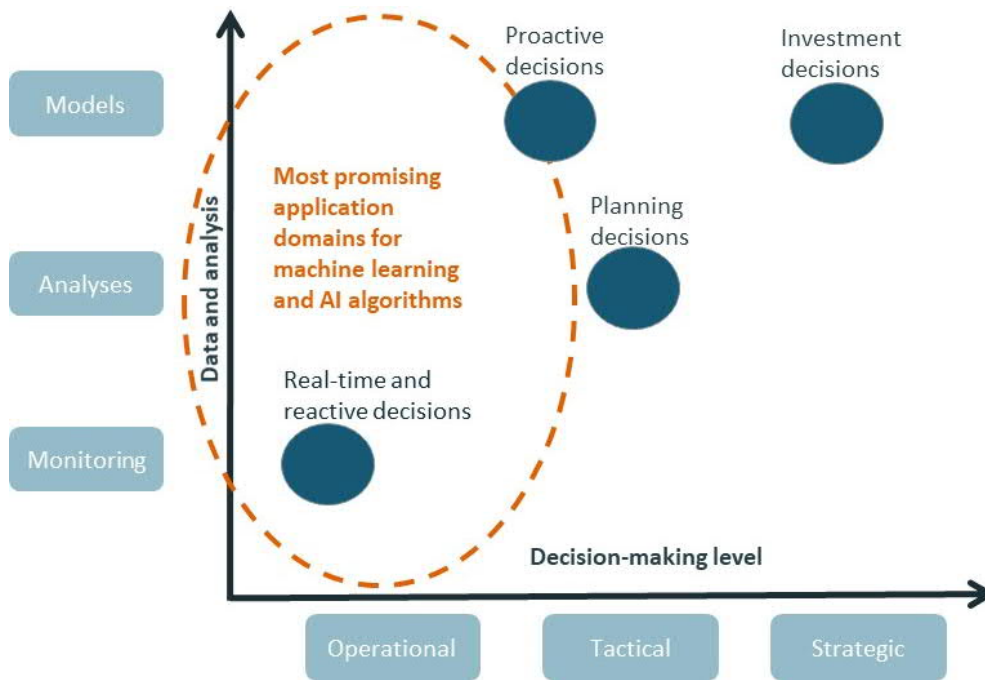 Proactive
decisions
Investment
decisions
Models
Most promising
application
domains for
machine learning
and AI algorithms
Planning
decisions
Analyses
Data and analysis
Real-time and
reactive decisions
Monitoring
Decision-making level
Operational
Tactical
Strategic